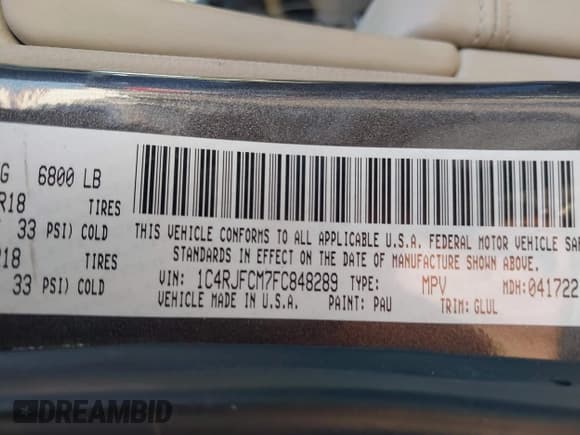 G 6800 LB
R18 TIRES
33 PSI) COLD
R18 TIRES
33 PSI) COLD
THIS VEHICLE CONFORMS TO ALL APPLICABLE U.S.A. FEDERAL MOTOR VEHICLE SAF
STANDARDS IN EFFECT ON THE DATE OF MANUFACTURE SHOWN ABOVE.
VIN: 1C4RJFCM7FC848289 TYPE: MPV MDH: 041722
VEHICLE MADE IN U.S.A. PAINT: PAU TRIM: GLUL
DREAMBID